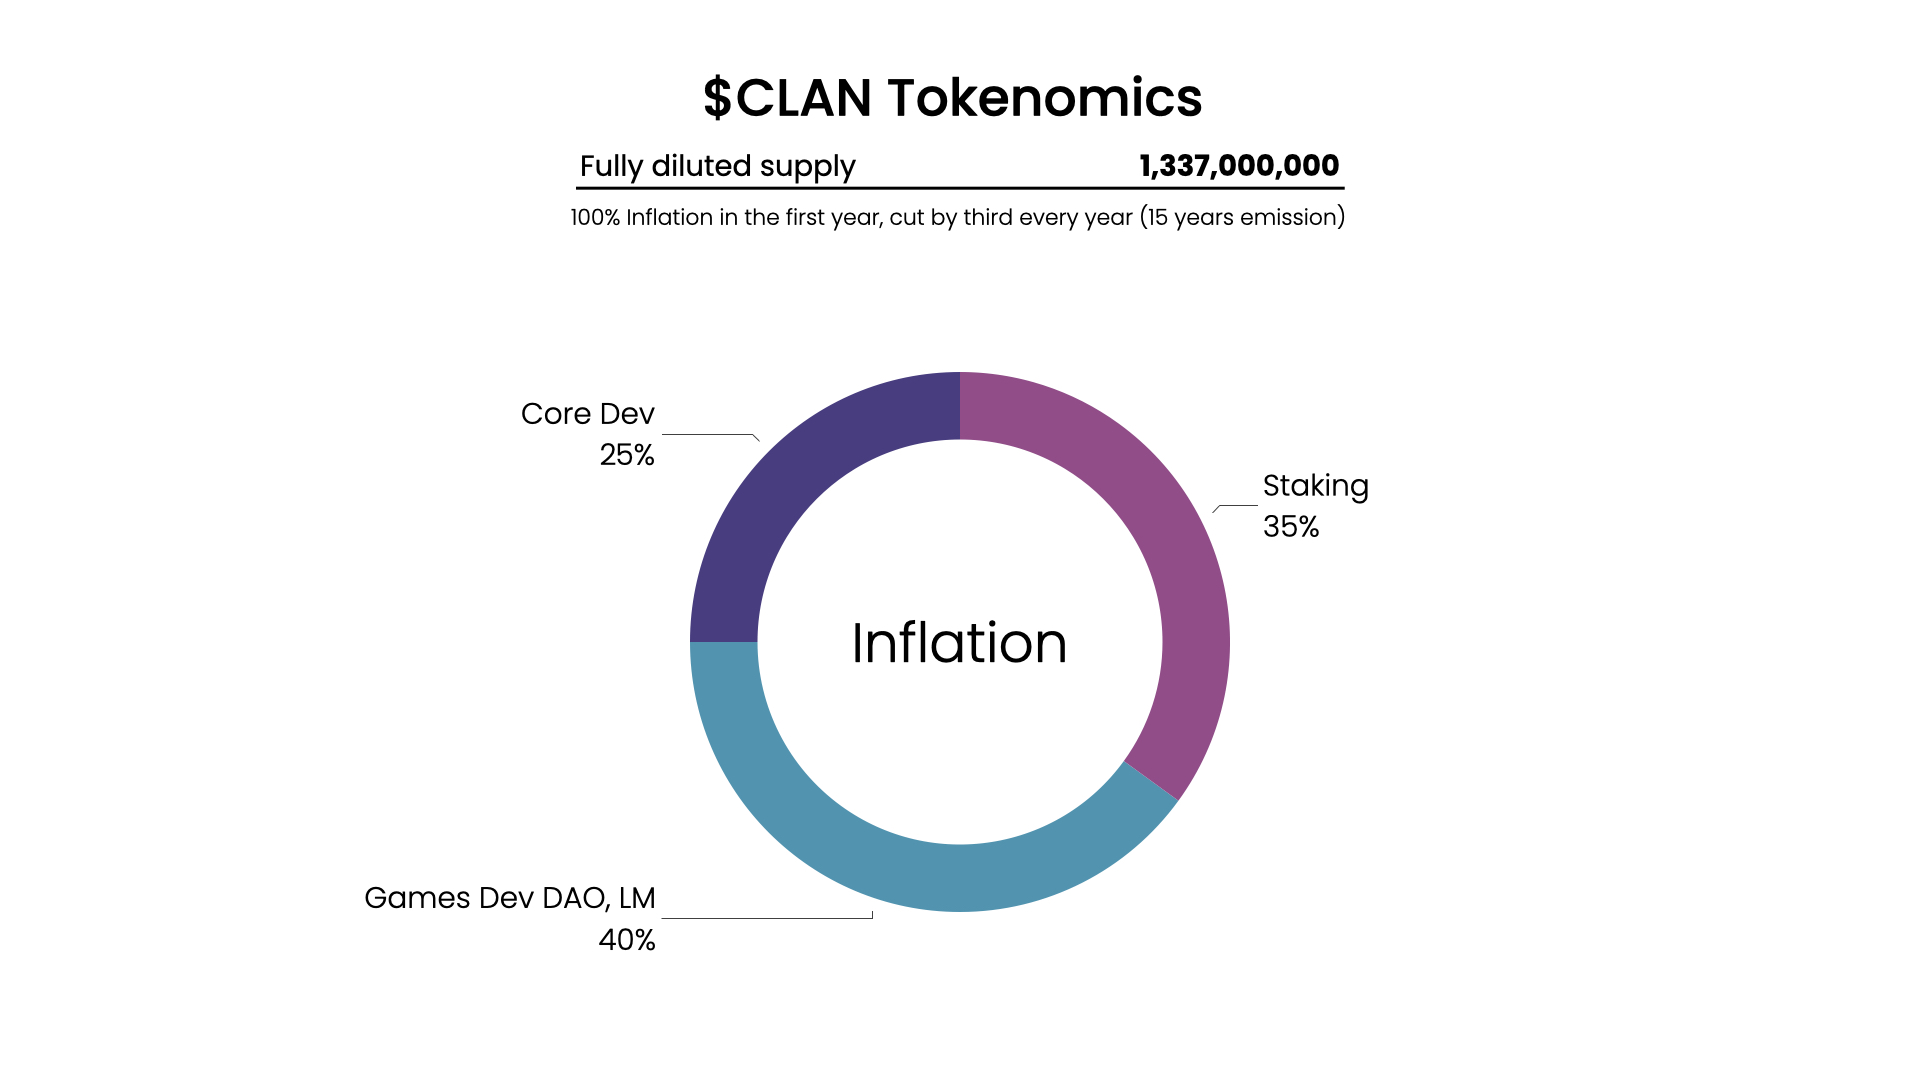 $CLAN Tokenomics
Fully diluted supply 1,337,000,000
100% Inflation in the first year, cut by third every year (15 years emission)
Core Dev
25%
Staking
35%
Inflation
Games Dev DAO, LM
40%